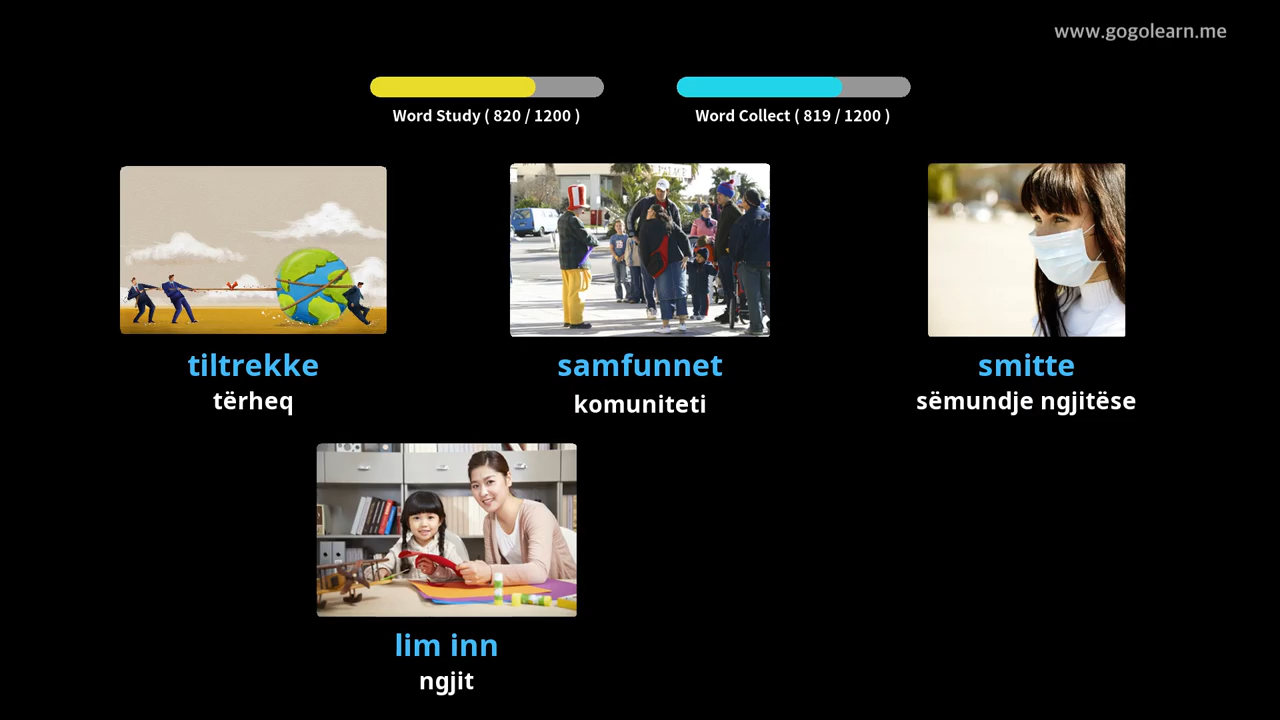 www.gogolearn.me
Word Study ( 820 / 1200 )
Word Collect ( 819 / 1200 )
tiltrekke
tërheq
samfunnet
komuniteti
smitte
sëmundje ngjitëse
lim inn
ngjit